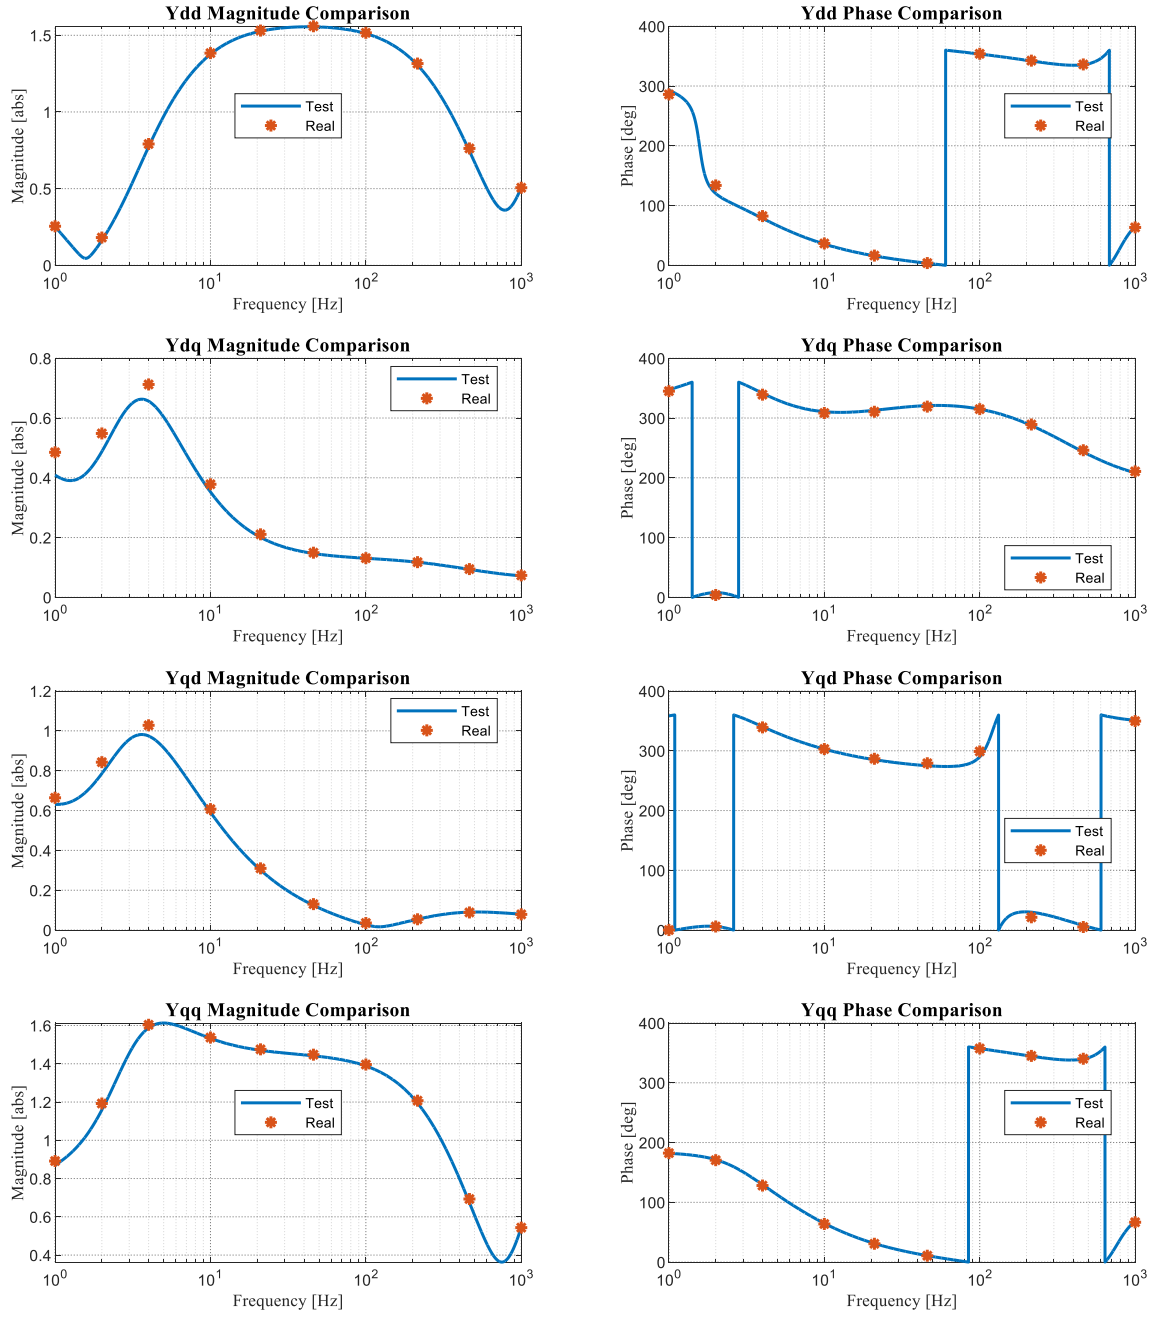 Ydd Magnitude Comparison
Magnitude [abs]
1.5
1
0.5
0
Test
Real
10^0 10^1 10^2 10^3
Frequency [Hz]
Ydd Phase Comparison
Phase [deg]
400
300
200
100
0
Test
Real
10^0 10^1 10^2 10^3
Frequency [Hz]
Ydq Magnitude Comparison
Magnitude [abs]
0.8
0.6
0.4
0.2
0
Test
Real
10^0 10^1 10^2 10^3
Frequency [Hz]
Ydq Phase Comparison
Phase [deg]
400
300
200
100
0
Test
Real
10^0 10^1 10^2 10^3
Frequency [Hz]
Yqd Magnitude Comparison
Magnitude [abs]
1.2
1
0.8
0.6
0.4
0.2
0
Test
Real
10^0 10^1 10^2 10^3
Frequency [Hz]
Yqd Phase Comparison
Phase [deg]
400
300
200
100
0
Test
Real
10^0 10^1 10^2 10^3
Frequency [Hz]
Yqq Magnitude Comparison
Magnitude [abs]
1.6
1.4
1.2
1
0.8
0.6
0.4
Test
Real
10^0 10^1 10^2 10^3
Frequency [Hz]
Yqq Phase Comparison
Phase [deg]
400
300
200
100
0
Test
Real
10^0 10^1 10^2 10^3
Frequency [Hz]